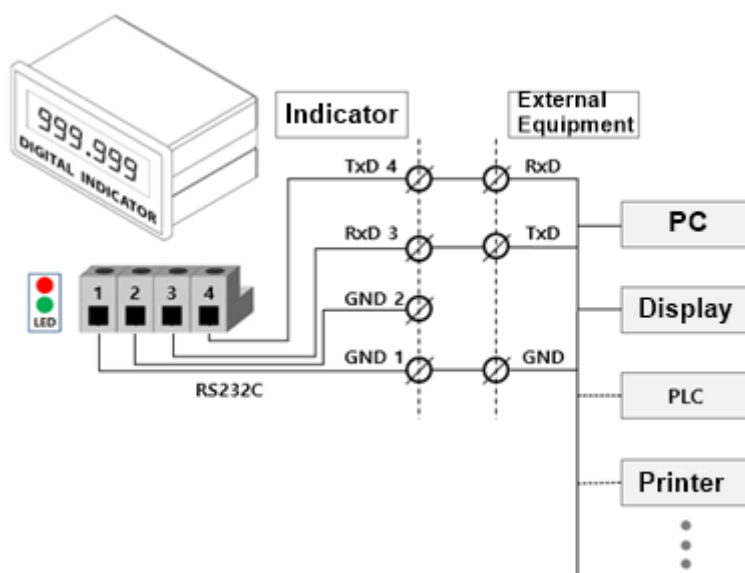 999.999
DIGITAL INDICATOR
Indicator
External
Equipment
TxD 4
RxD
RxD 3
TxD
PC
1 2 3 4
LED
GND 2
Display
GND 1
GND
RS232C
PLC
Printer